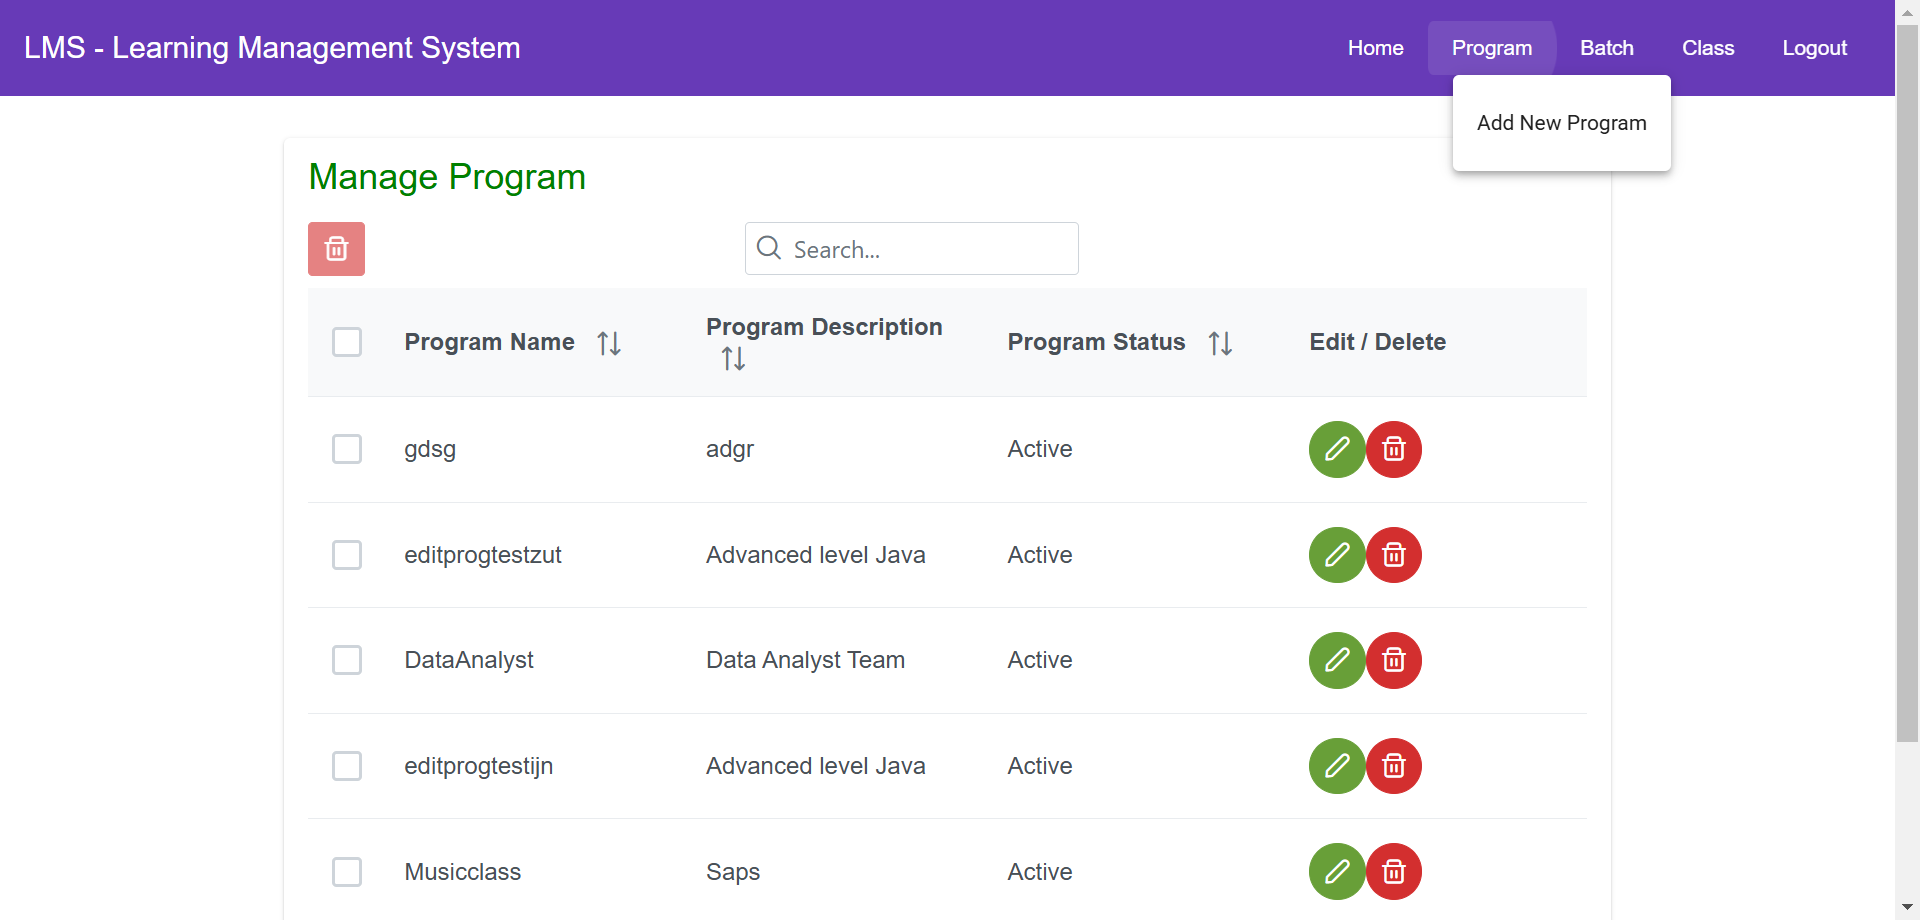 LMS - Learning Management System
Home Program Batch Class Logout
Add New Program
Manage Program
Search...
Program Name Program Description Program Status Edit / Delete
gdsg adgr Active
editprogtestzut Advanced level Java Active
DataAnalyst Data Analyst Team Active
editprogtestijn Advanced level Java Active
Musicclass Saps Active